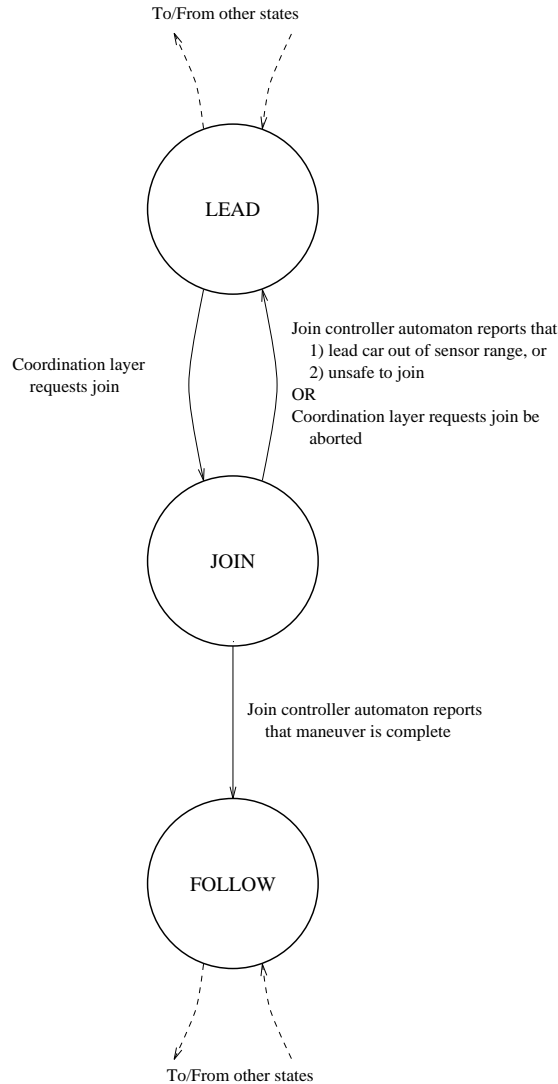 To/From other states
LEAD
Coordination layer
requests join
Join controller automaton reports that
1) lead car out of sensor range, or
2) unsafe to join
OR
Coordination layer requests join be
aborted
JOIN
Join controller automaton reports
that maneuver is complete
FOLLOW
To/From other states